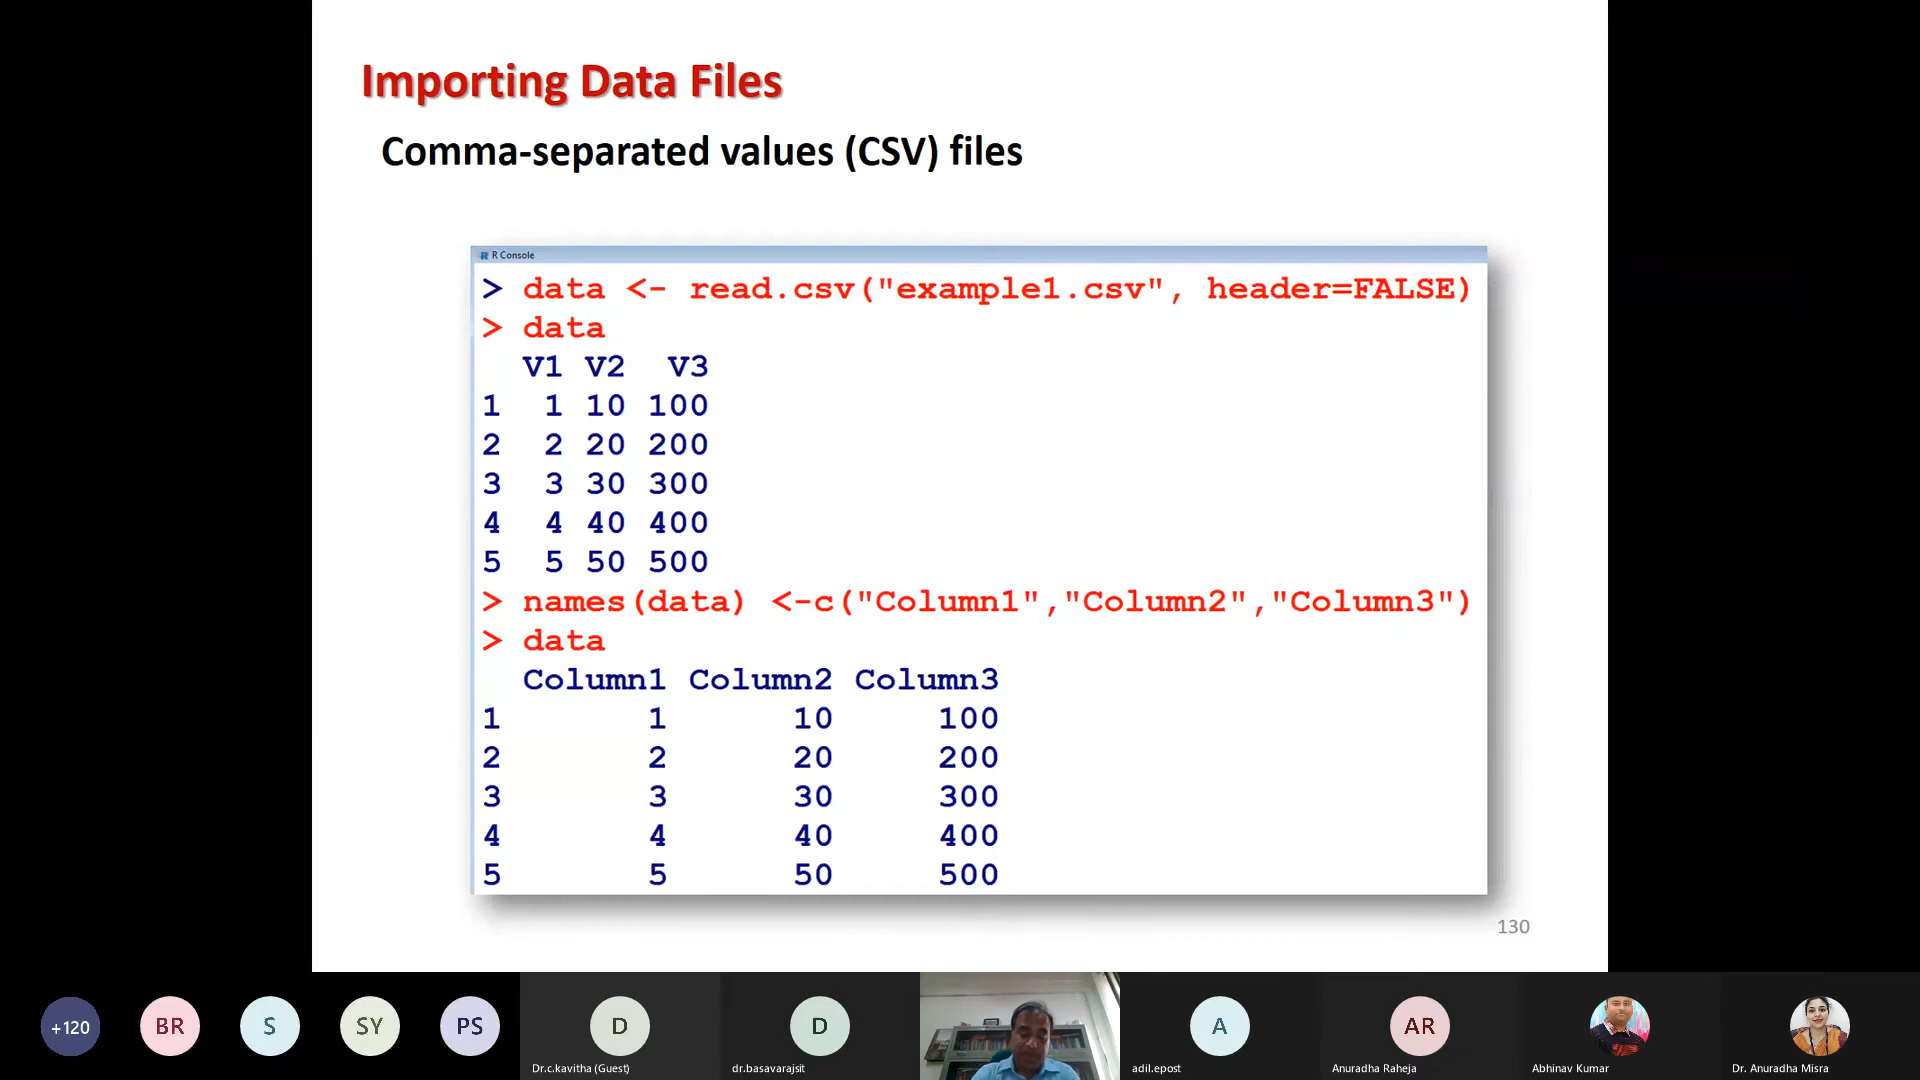 Importing Data Files
Comma-separated values (CSV) files
R Console
> data <- read.csv("example1.csv", header=FALSE)
> data
V1 V2 V3
1 1 10 100
2 2 20 200
3 3 30 300
4 4 40 400
5 5 50 500
> names(data) <-c("Column1","Column2","Column3")
> data
Column1 Column2 Column3
1 1 10 100
2 2 20 200
3 3 30 300
4 4 40 400
5 5 50 500
130
+120 BR S SY PS D D A AR
Dr.c.kavitha (Guest) dr.basavarajsit adil.epost Anuradha Raheja Abhinav Kumar Dr. Anuradha Misra